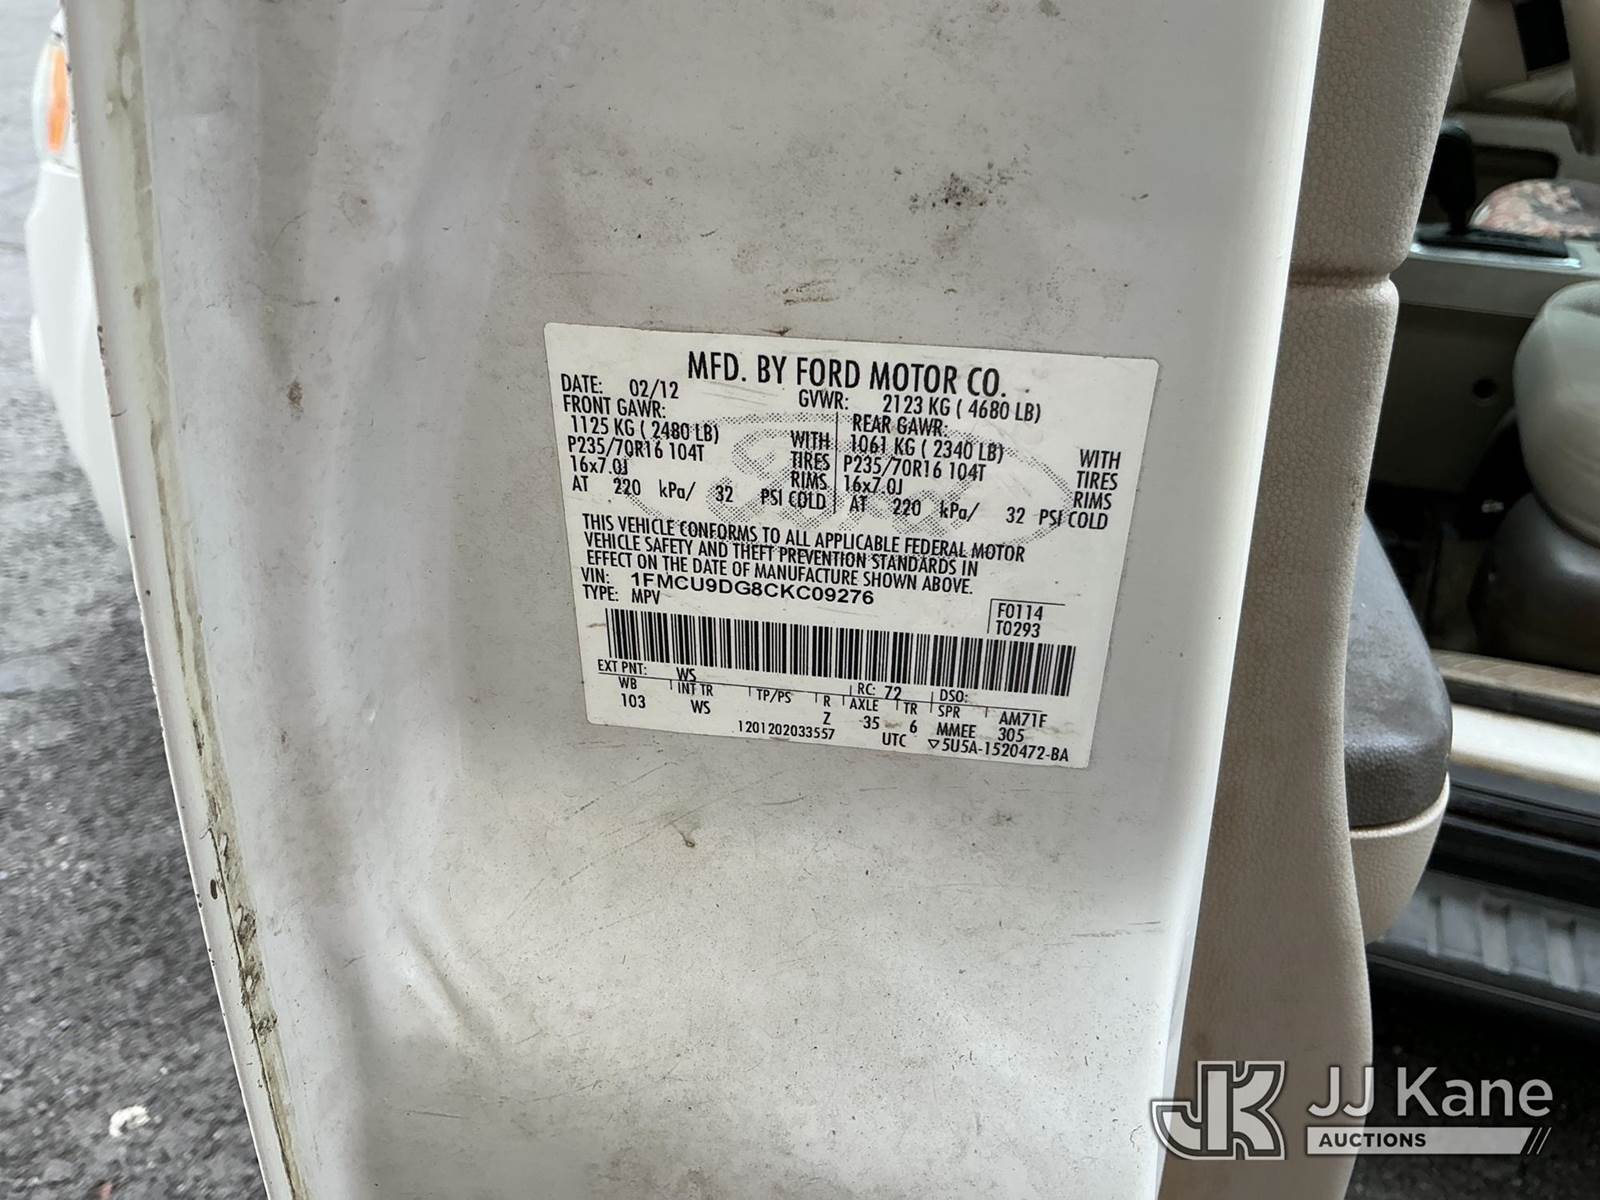 MFD. BY FORD MOTOR CO.
DATE: 02/12 GVWR: 2123 KG ( 4680 LB)
FRONT GAWR: REAR GAWR:
1125 KG ( 2480 LB) WITH 1061 KG ( 2340 LB) WITH
P235/70R16 104T TIRES P235/70R16 104T TIRES
16x7.0J RIMS 16x7.0J RIMS
AT 220 kPa/ 32 PSI COLD AT 220 kPa/ 32 PSI COLD
THIS VEHICLE CONFORMS TO ALL APPLICABLE FEDERAL MOTOR
VEHICLE SAFETY AND THEFT PREVENTION STANDARDS IN
EFFECT ON THE DATE OF MANUFACTURE SHOWN ABOVE.
VIN: 1FMCU9DG8CKC09276
TYPE: MPV
F0114
T0293
EXT PNT: WS RC: 72 DSO:
WB INT TR TP/PS R AXLE TR SPR AM71F
103 WS Z 35 6 MMEE 305
1201202033557 UTC ▽5U5A-1520472-BA
Ford
JK JJ Kane
AUCTIONS